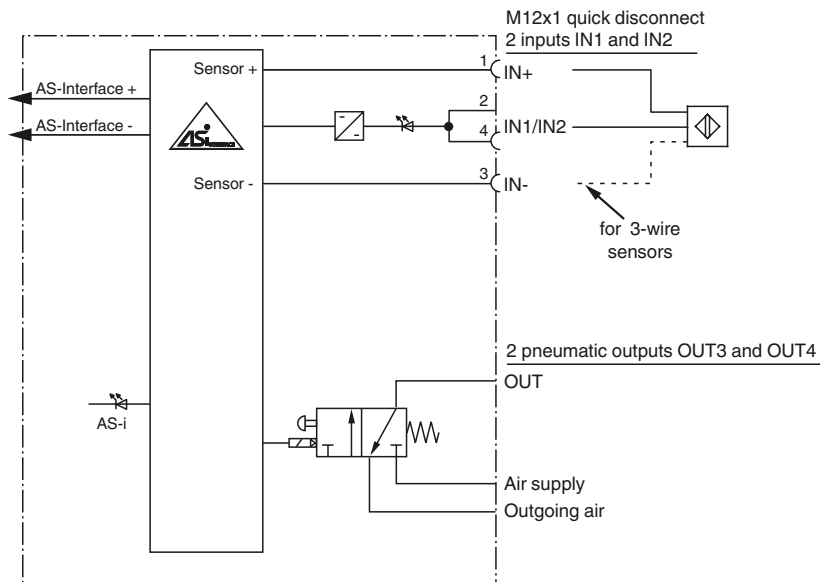 M12x1 quick disconnect
2 inputs IN1 and IN2
Sensor +
1
IN+
AS-Interface +
2
AS-Interface -
ASi
INTERFACE
IN1/IN2
4
Sensor -
3
IN-
for 3-wire
sensors
2 pneumatic outputs OUT3 and OUT4
OUT
AS-i
Air supply
Outgoing air